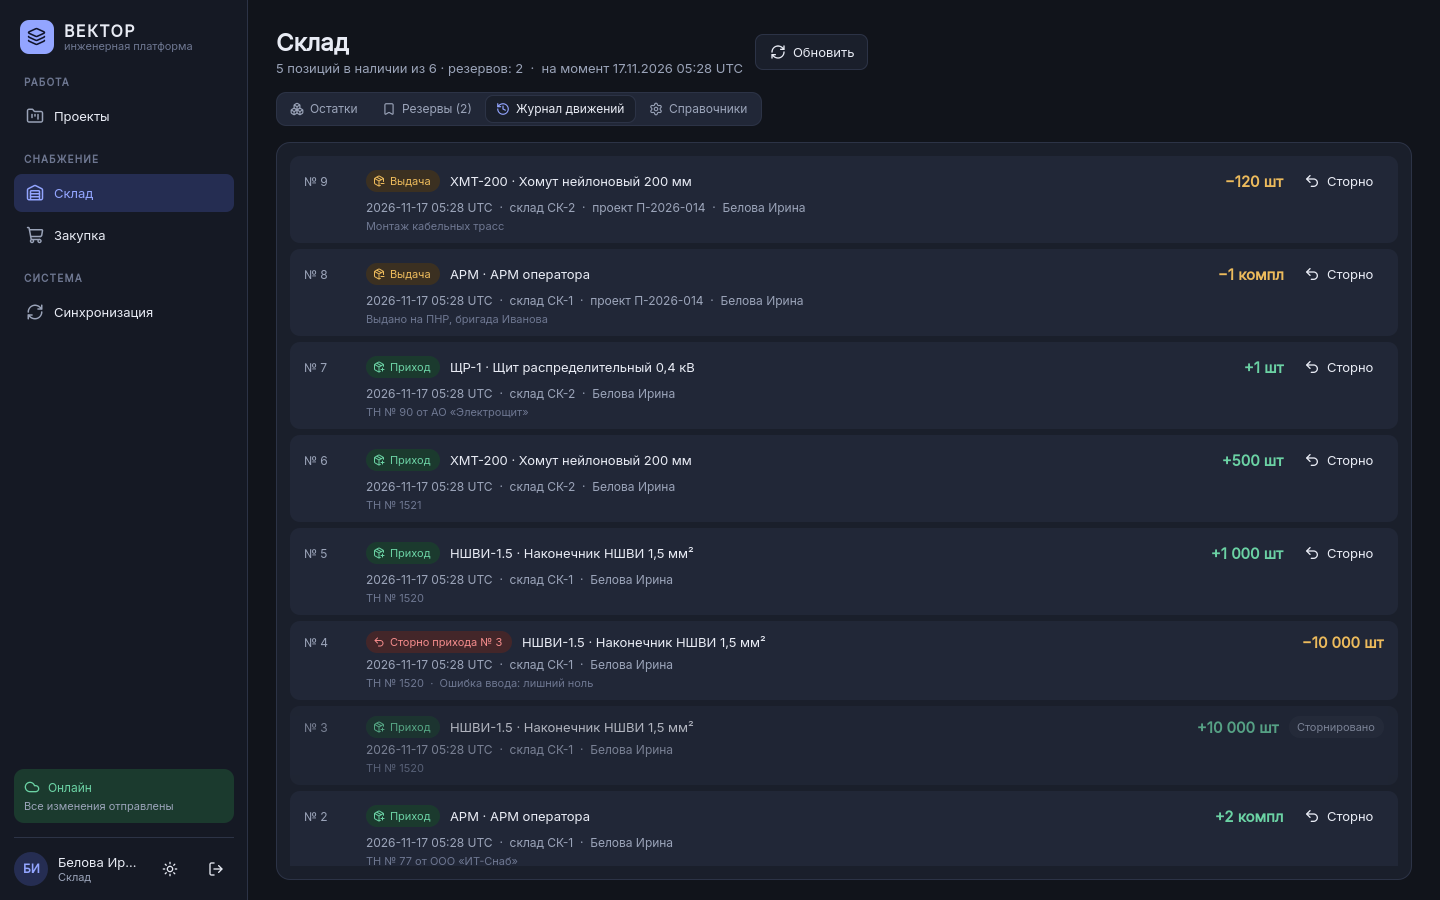 ВЕКТОР
инженерная платформа
РАБОТА
Проекты
СНАБЖЕНИЕ
Склад
Закупка
СИСТЕМА
Синхронизация
Онлайн
Все изменения отправлены
БИ
Белова Ир...
Склад
Склад
5 позиций в наличии из 6 · резервов: 2 · на момент 17.11.2026 05:28 UTC
Обновить
Остатки
Резервы (2)
Журнал движений
Справочники
№ 9 Выдача ХМТ-200 · Хомут нейлоновый 200 мм −120 шт Сторно
2026-11-17 05:28 UTC · склад СК-2 · проект П-2026-014 · Белова Ирина
Монтаж кабельных трасс
№ 8 Выдача АРМ · АРМ оператора −1 компл Сторно
2026-11-17 05:28 UTC · склад СК-1 · проект П-2026-014 · Белова Ирина
Выдано на ПНР, бригада Иванова
№ 7 Приход ЩР-1 · Щит распределительный 0,4 кВ +1 шт Сторно
2026-11-17 05:28 UTC · склад СК-2 · Белова Ирина
ТН № 90 от АО «Электрощит»
№ 6 Приход ХМТ-200 · Хомут нейлоновый 200 мм +500 шт Сторно
2026-11-17 05:28 UTC · склад СК-2 · Белова Ирина
ТН № 1521
№ 5 Приход НШВИ-1.5 · Наконечник НШВИ 1,5 мм² +1 000 шт Сторно
2026-11-17 05:28 UTC · склад СК-1 · Белова Ирина
ТН № 1520
№ 4 Сторно прихода № 3 НШВИ-1.5 · Наконечник НШВИ 1,5 мм² −10 000 шт
2026-11-17 05:28 UTC · склад СК-1 · Белова Ирина
ТН № 1520 · Ошибка ввода: лишний ноль
№ 3 Приход НШВИ-1.5 · Наконечник НШВИ 1,5 мм² +10 000 шт Сторнировано
2026-11-17 05:28 UTC · склад СК-1 · Белова Ирина
ТН № 1520
№ 2 Приход АРМ · АРМ оператора +2 компл Сторно
2026-11-17 05:28 UTC · склад СК-1 · Белова Ирина
ТН № 77 от ООО «ИТ-Снаб»